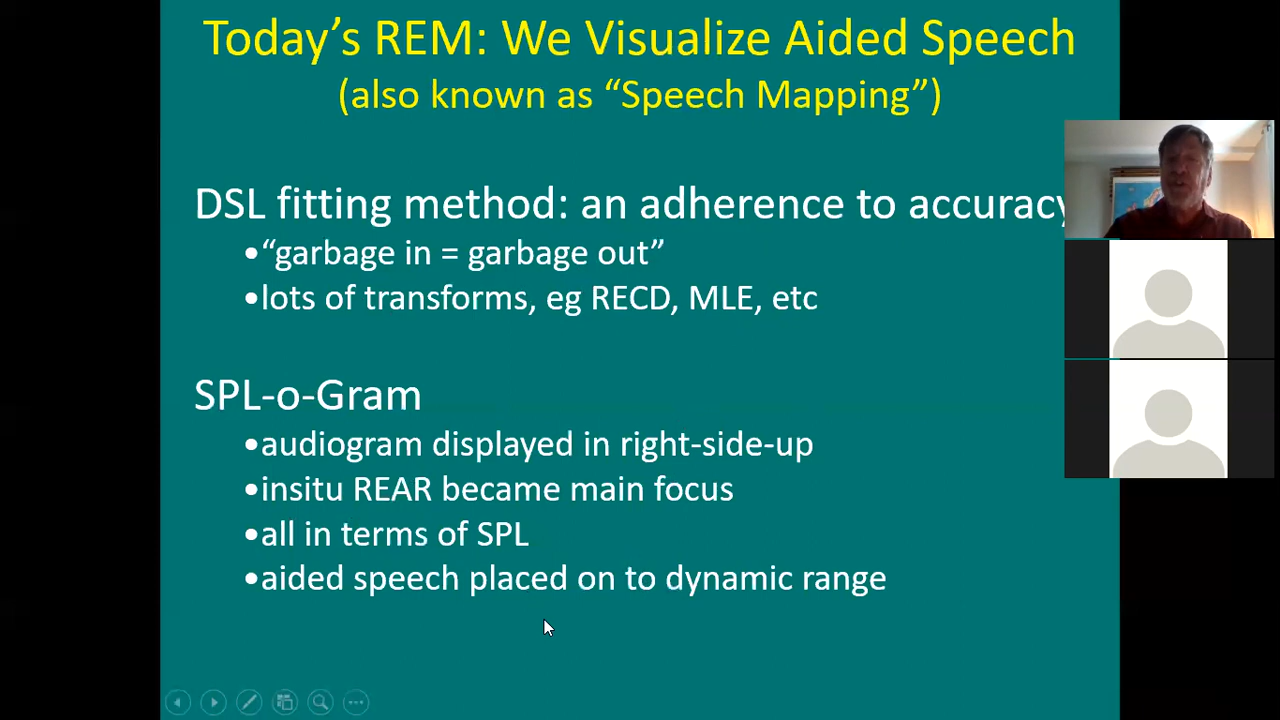 Today's REM: We Visualize Aided Speech
(also known as “Speech Mapping”)
DSL fitting method: an adherence to accuracy
•“garbage in = garbage out”
•lots of transforms, eg RECD, MLE, etc
SPL-o-Gram
•audiogram displayed in right-side-up
•insitu REAR became main focus
•all in terms of SPL
•aided speech placed on to dynamic range